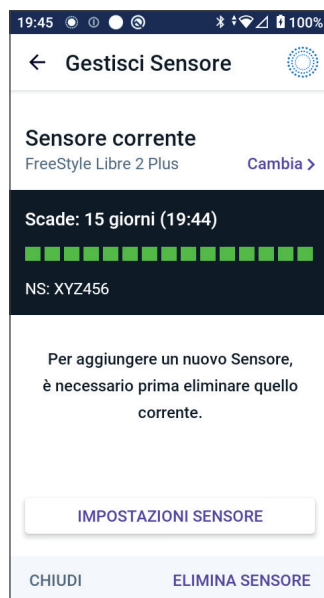 19:45 100%
Gestisci Sensore
Sensore corrente
FreeStyle Libre 2 Plus Cambia >
Scade: 15 giorni (19:44)
NS: XYZ456
Per aggiungere un nuovo Sensore,
è necessario prima eliminare quello
corrente.
IMPOSTAZIONI SENSORE
CHIUDI ELIMINA SENSORE